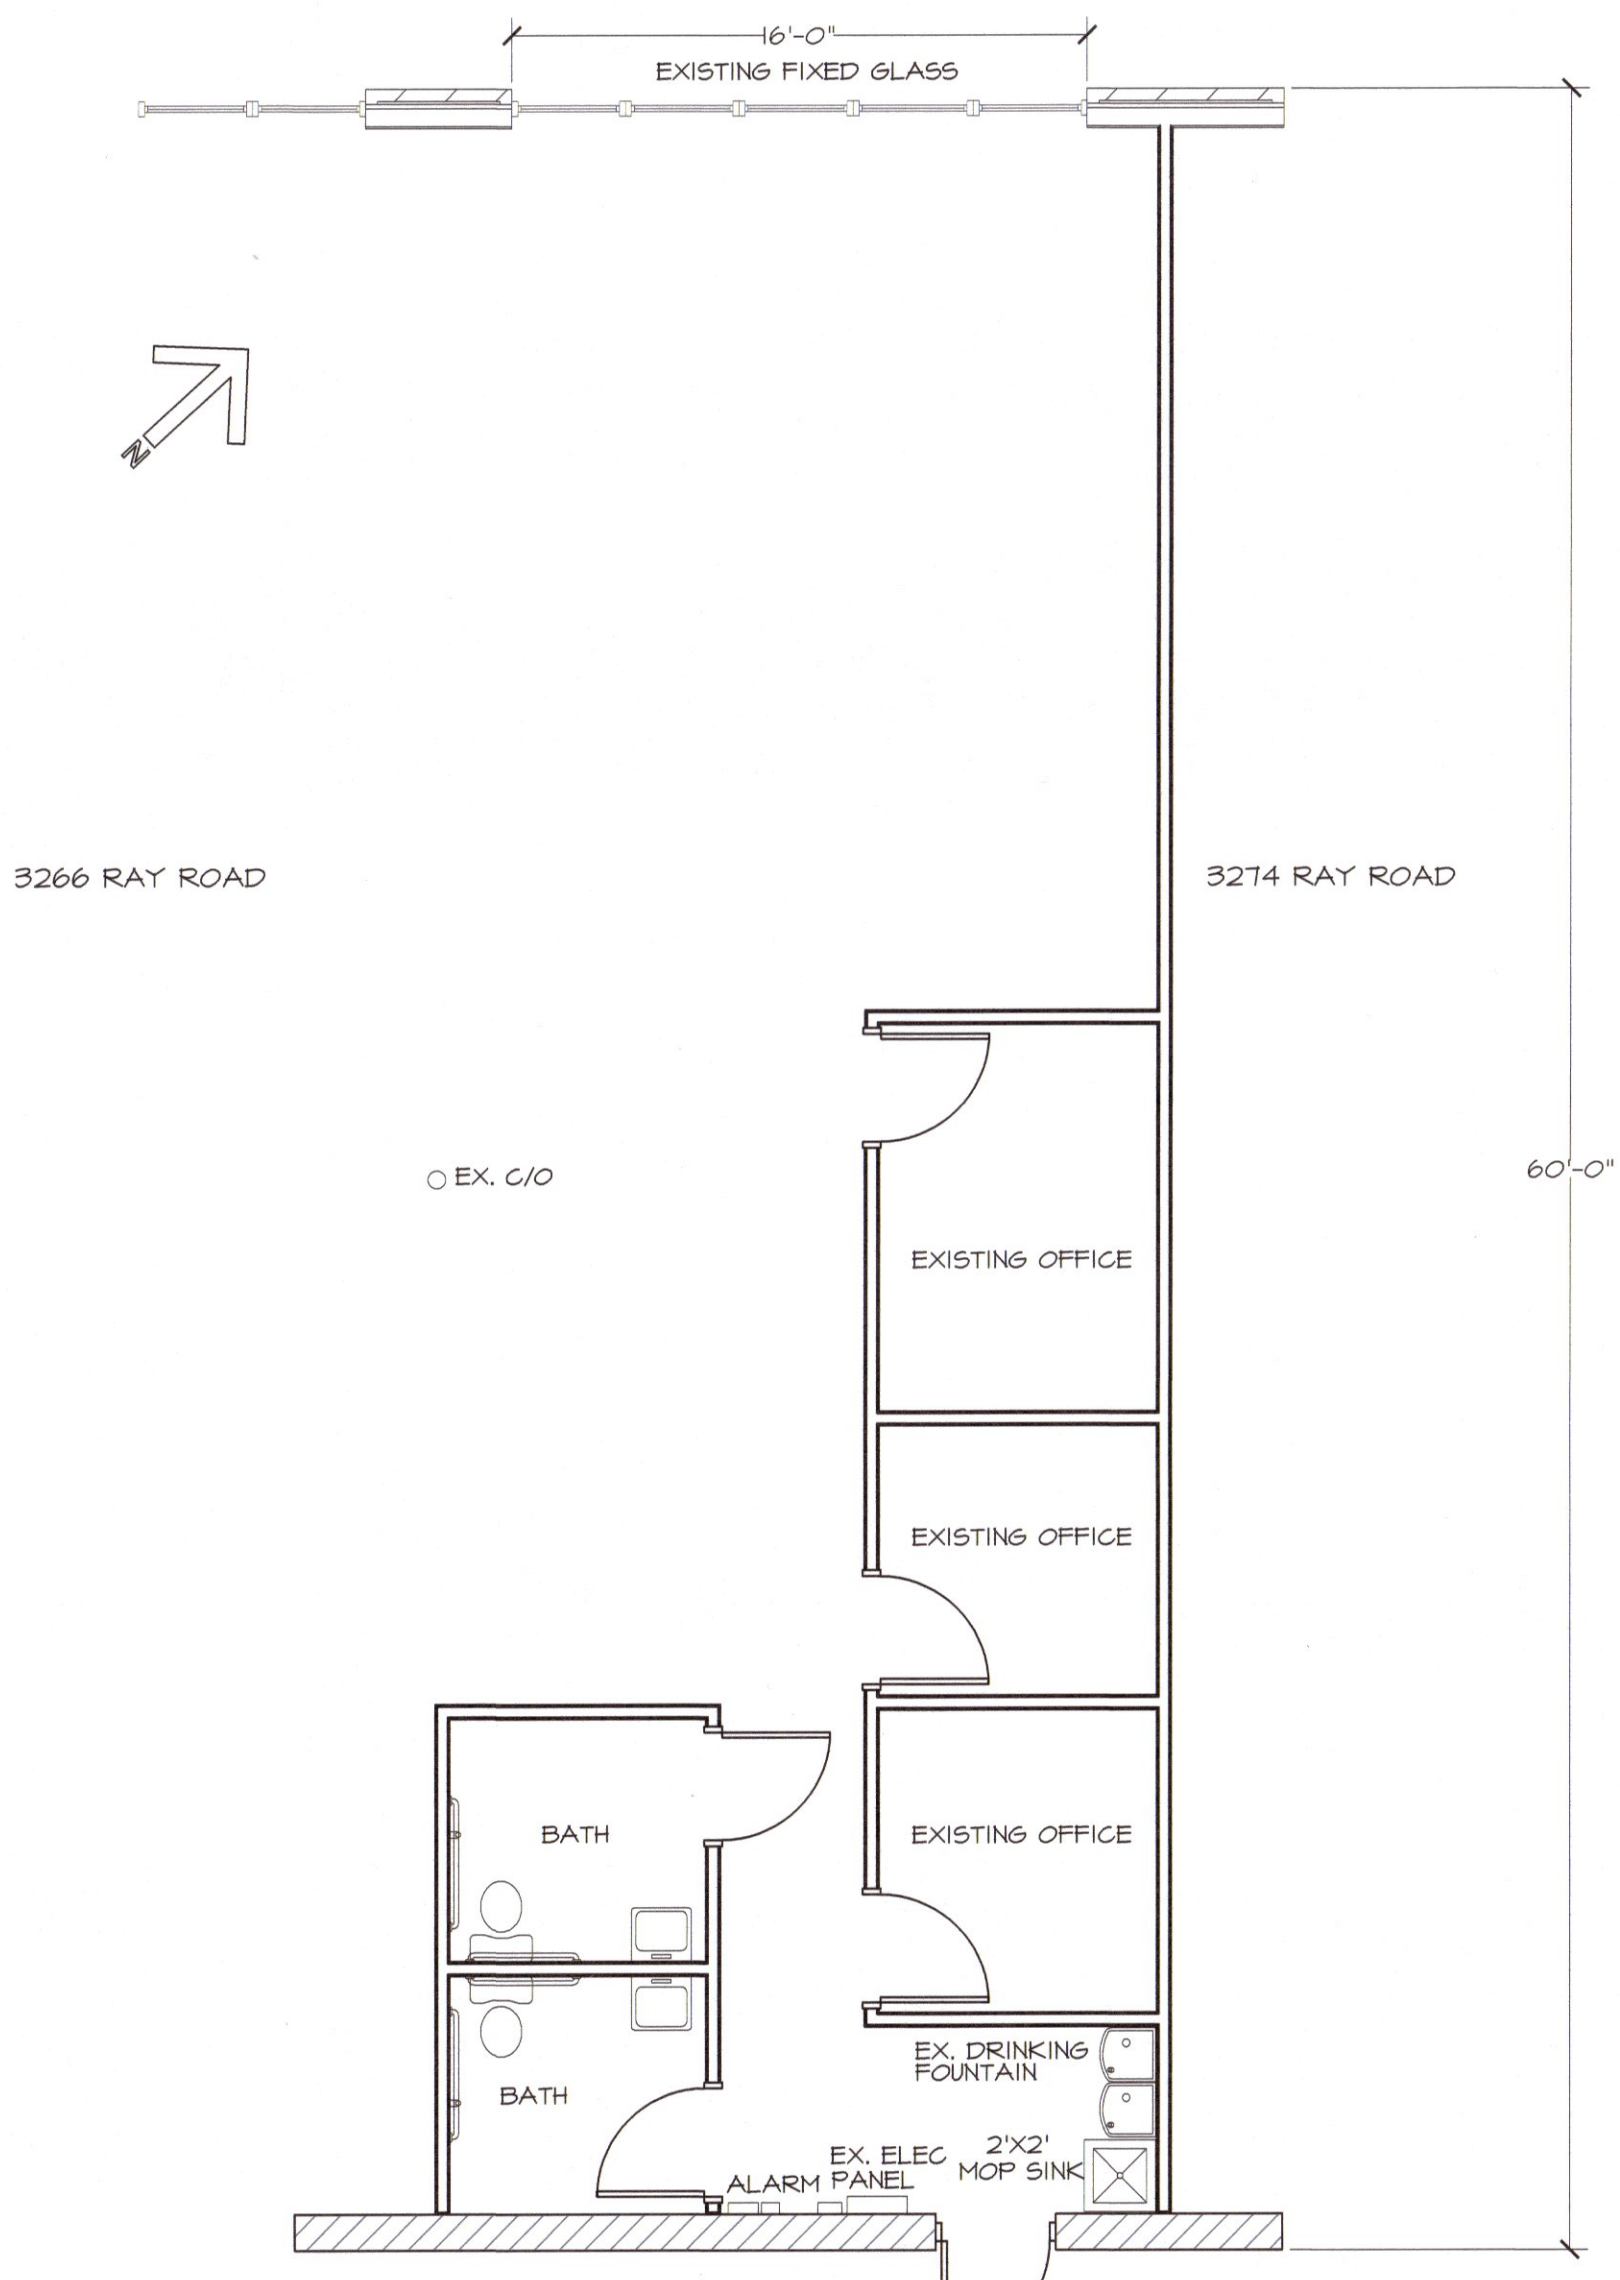 16'-0"
EXISTING FIXED GLASS
N
3266 RAY ROAD
3274 RAY ROAD
60'-0"
EX. C/O
EXISTING OFFICE
EXISTING OFFICE
BATH
EXISTING OFFICE
EX. DRINKING
FOUNTAIN
BATH
2'X2'
MOP SINK
EX. ELEC
PANEL
ALARM